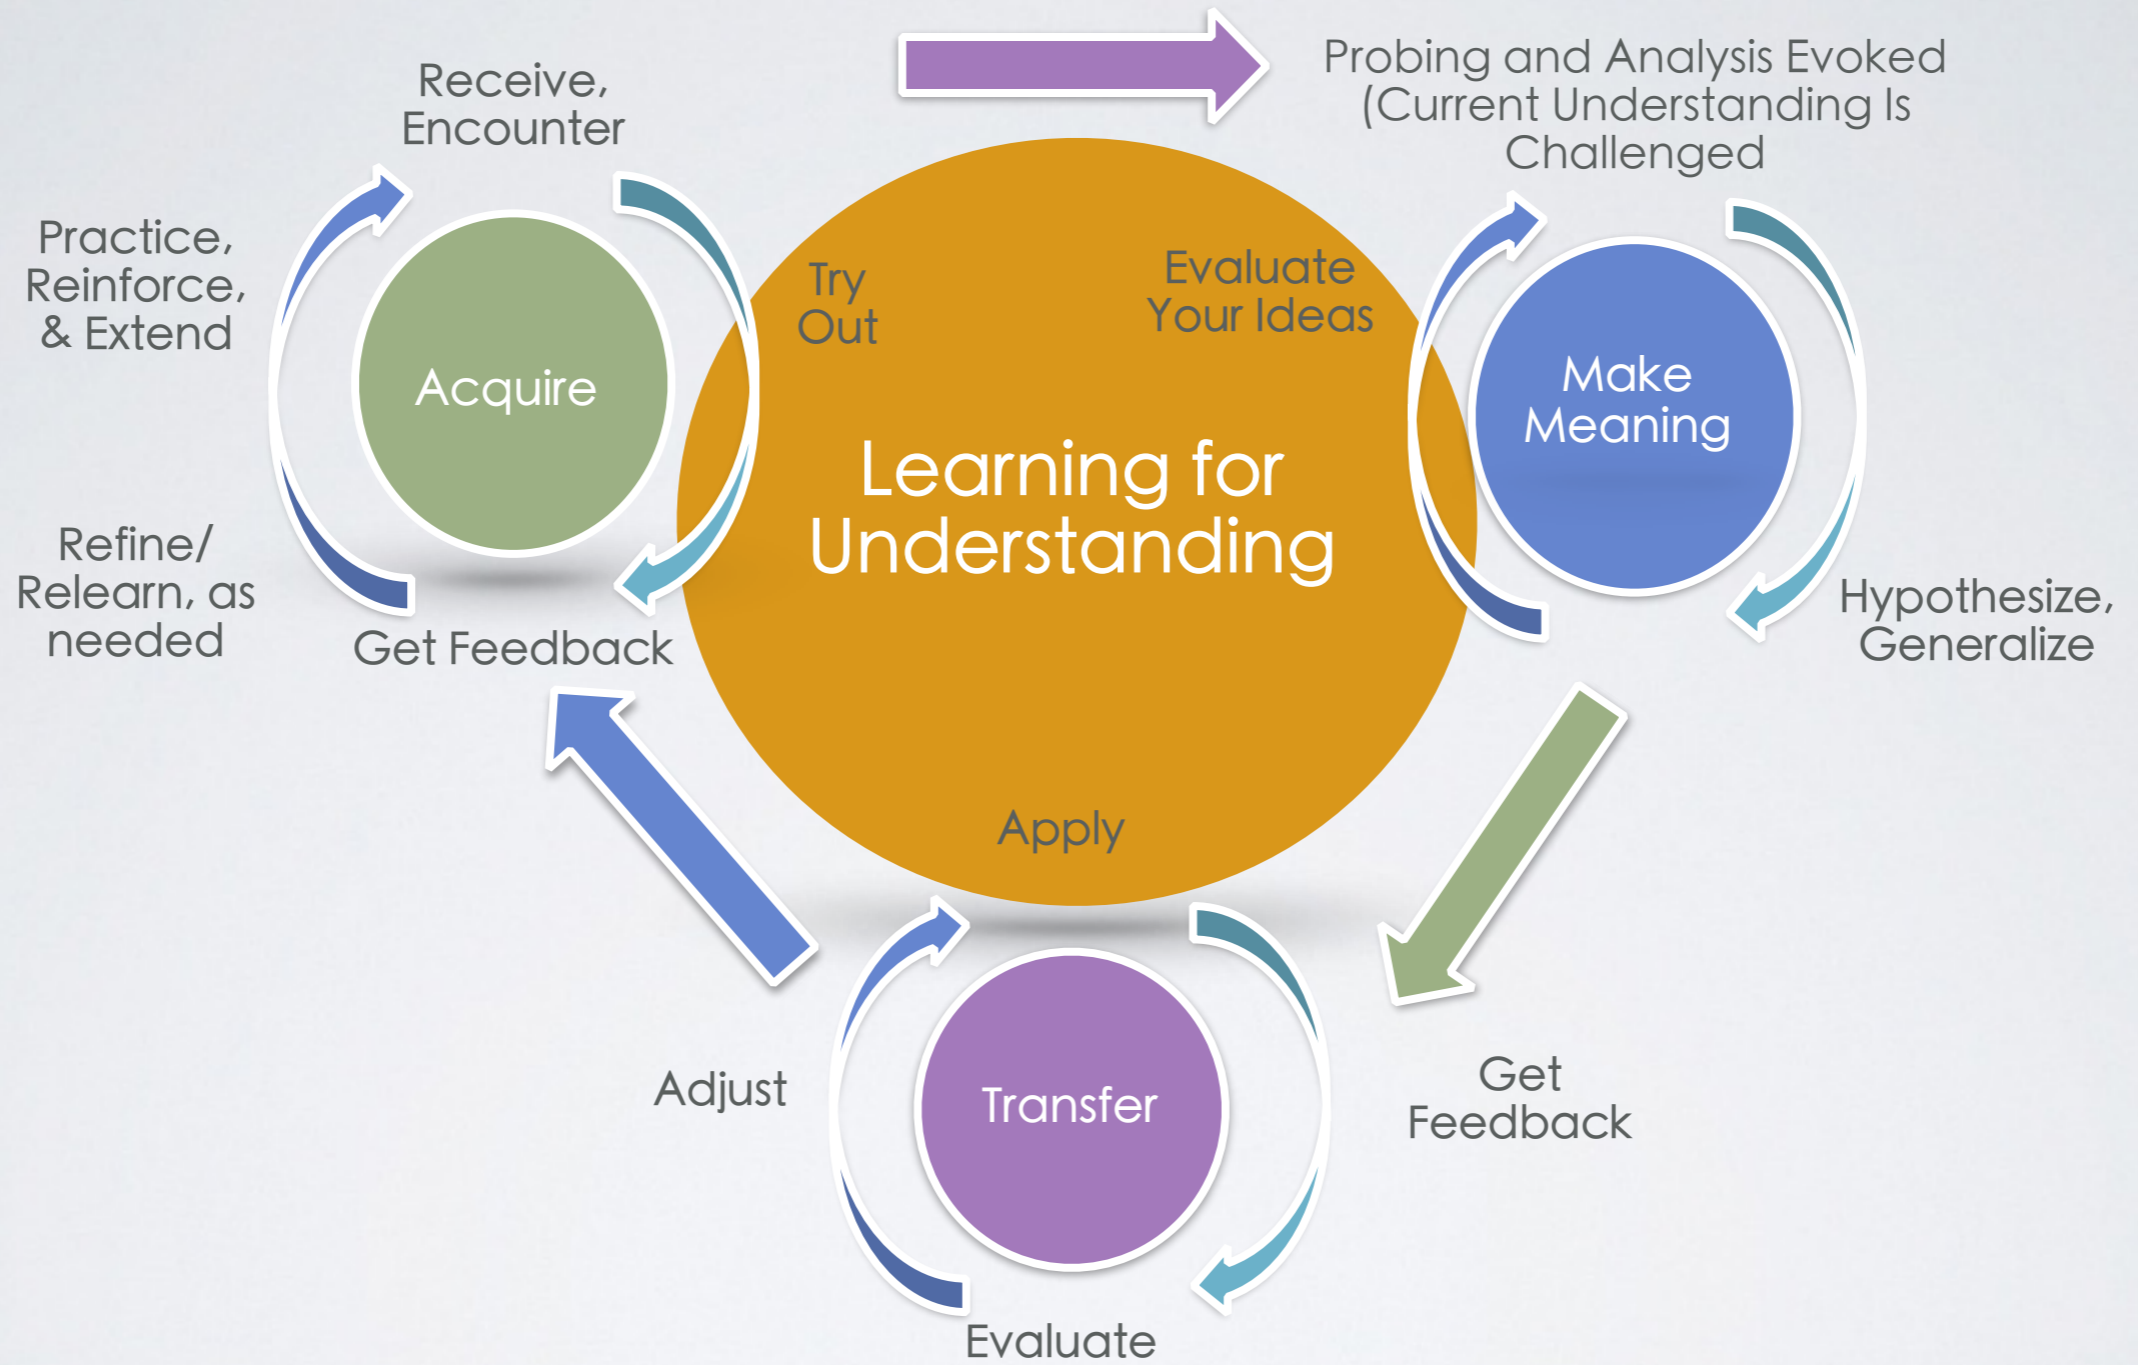 Receive,
Encounter
Practice,
Reinforce,
& Extend
Acquire
Try
Out
Refine/
Relearn, as
needed
Get Feedback
Learning for
Understanding
Probing and Analysis Evoked
(Current Understanding Is
Challenged
Evaluate
Your Ideas
Make
Meaning
Hypothesize,
Generalize
Apply
Adjust
Transfer
Get
Feedback
Evaluate